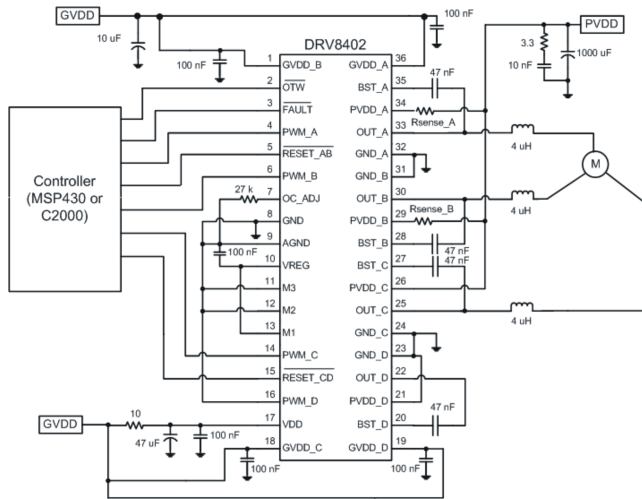 GVDD
10 uF
100 nF
DRV8402
100 nF
PVDD
3.3
10 nF
1000 uF
1 GVDD_B
2 OTW
3 FAULT
4 PWM_A
5 RESET_AB
6 PWM_B
7 OC_ADJ
8 GND
9 AGND
10 VREG
11 M3
12 M2
13 M1
14 PWM_C
15 RESET_CD
16 PWM_D
17 VDD
18 GVDD_C
GVDD_A 36
BST_A 35
PVDD_A 34
OUT_A 33
GND_A 32
GND_B 31
OUT_B 30
PVDD_B 29
BST_B 28
BST_C 27
PVDD_C 26
OUT_C 25
GND_C 24
GND_D 23
OUT_D 22
PVDD_D 21
BST_D 20
GVDD_D 19
Controller
(MSP430 or
C2000)
27 k
100 nF
47 nF
Rsense_A
Rsense_B
47 nF
47 nF
47 nF
4 uH
4 uH
4 uH
M
GVDD
10
47 uF
100 nF
100 nF
100 nF